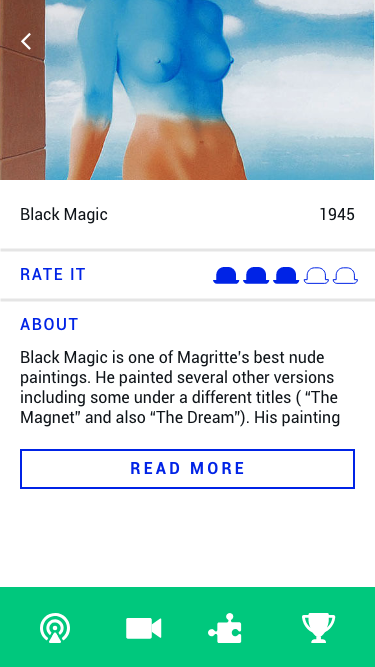 Black Magic 1945
RATE IT
ABOUT
Black Magic is one of Magritte's best nude
paintings. He painted several other versions
including some under a different titles ( “The
Magnet” and also “The Dream”). His painting
READ MORE